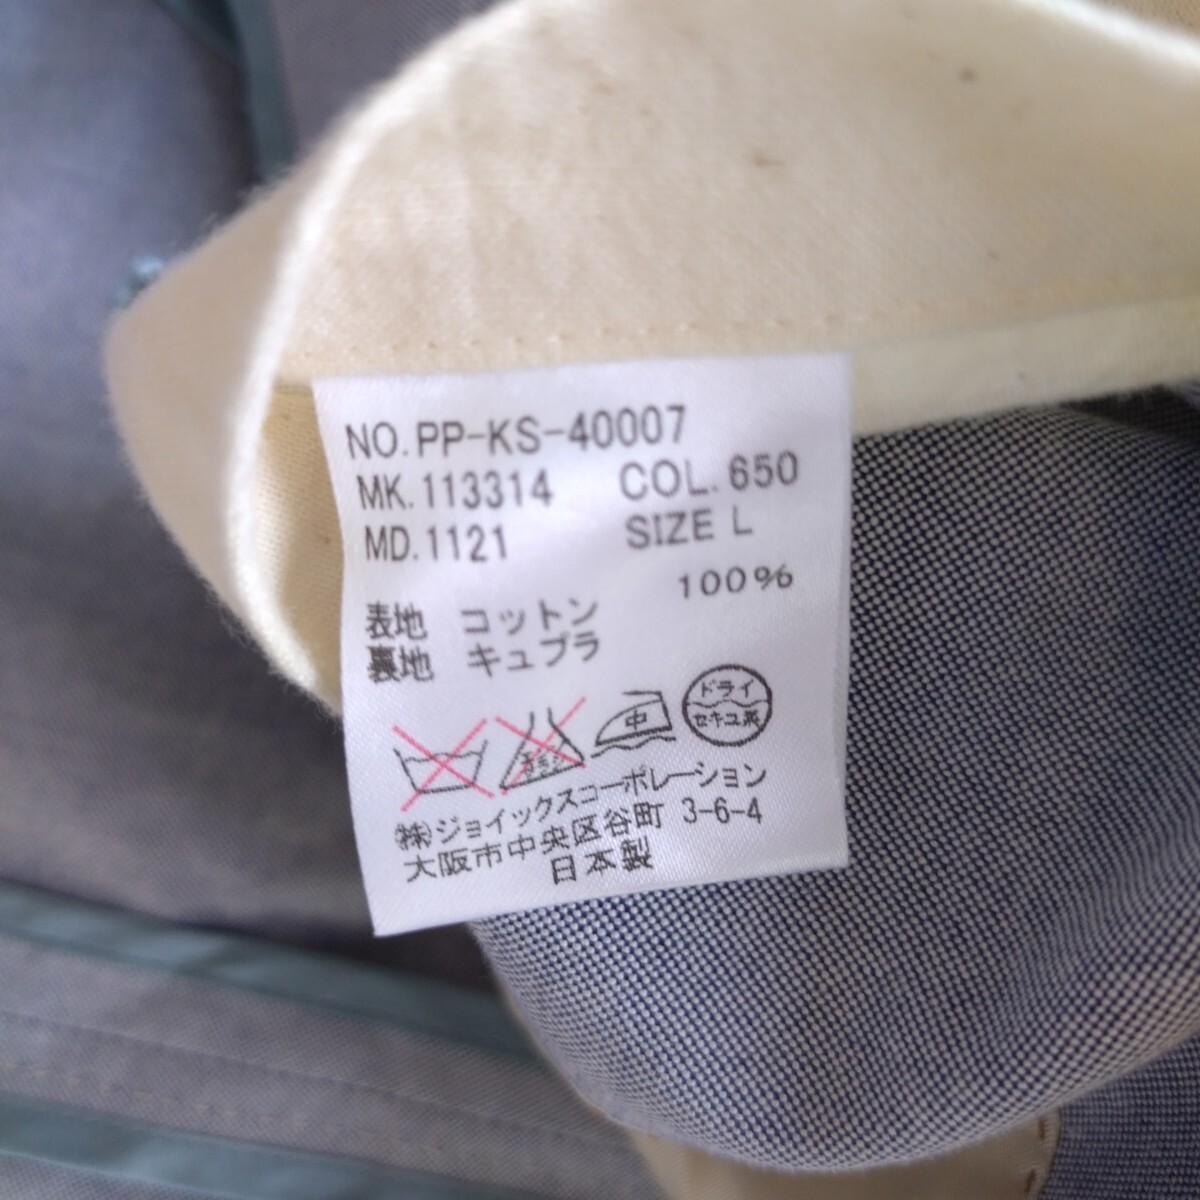 NO.PP-KS-40007
MK.113314 COL.650
MD.1121 SIZE L
100%
表地 コットン
裏地 キュプラ
中 ドライ
セキユ系
(株)ジョイックスコーポレーション
大阪市中央区谷町 3-6-4
日本製